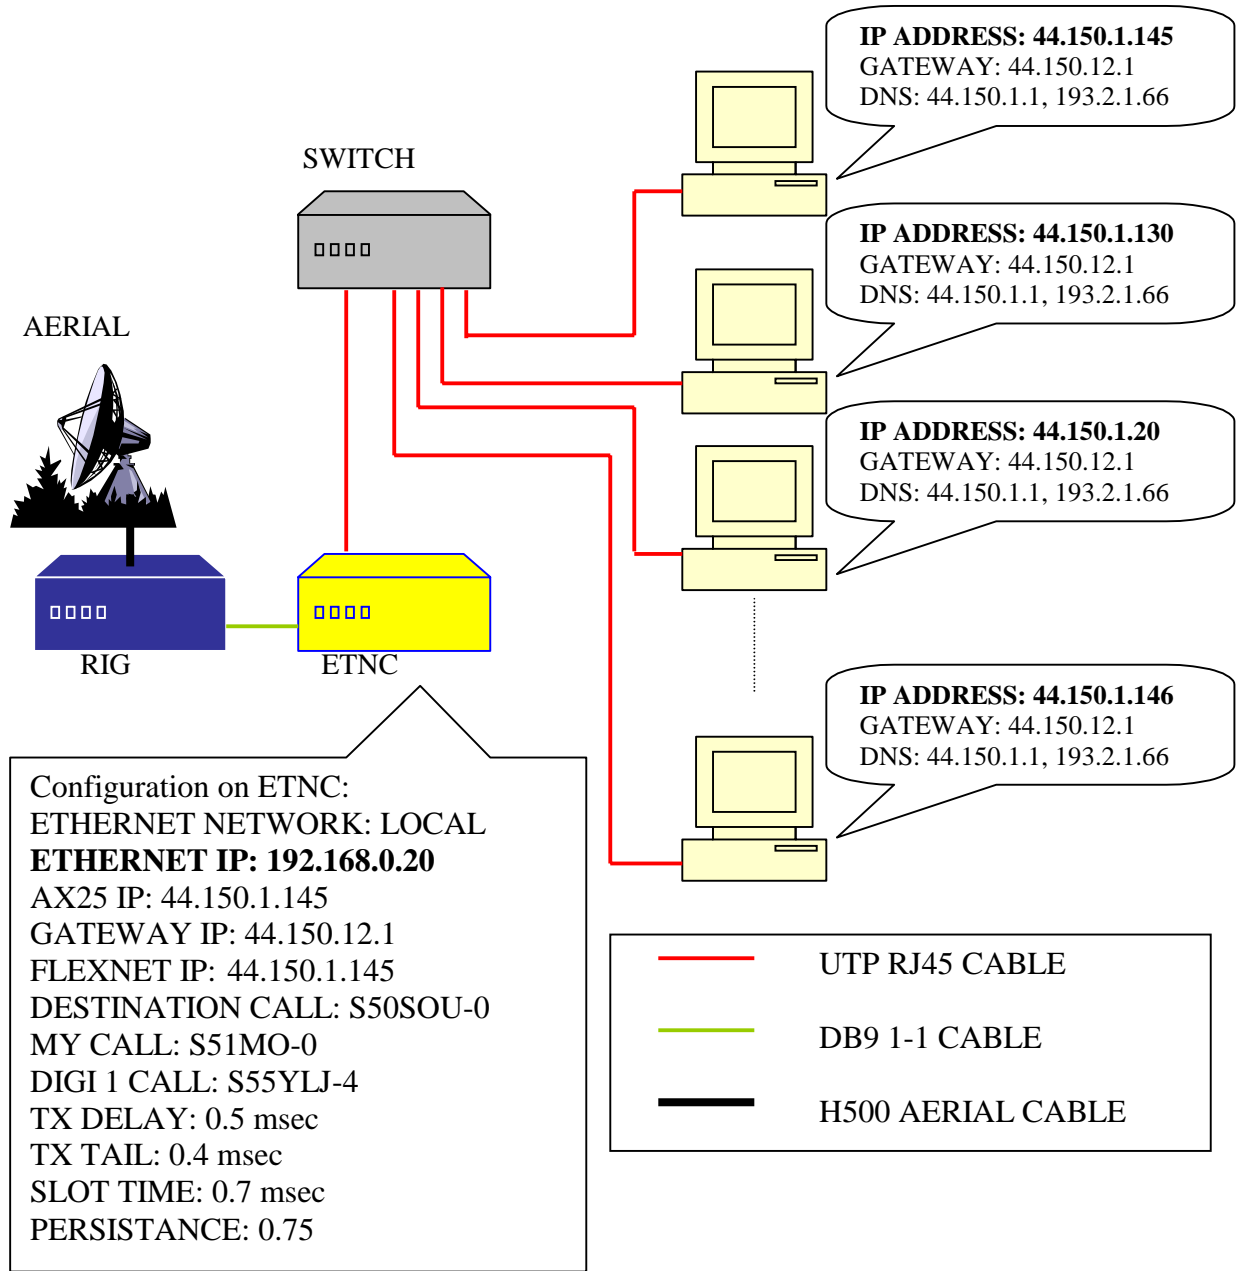 IP ADDRESS: 44.150.1.145
GATEWAY: 44.150.12.1
DNS: 44.150.1.1, 193.2.1.66
SWITCH
IP ADDRESS: 44.150.1.130
GATEWAY: 44.150.12.1
DNS: 44.150.1.1, 193.2.1.66
AERIAL
IP ADDRESS: 44.150.1.20
GATEWAY: 44.150.12.1
DNS: 44.150.1.1, 193.2.1.66
RIG
ETNC
IP ADDRESS: 44.150.1.146
GATEWAY: 44.150.12.1
DNS: 44.150.1.1, 193.2.1.66
Configuration on ETNC:
ETHERNET NETWORK: LOCAL
ETHERNET IP: 192.168.0.20
AX25 IP: 44.150.1.145
GATEWAY IP: 44.150.12.1
FLEXNET IP: 44.150.1.145
DESTINATION CALL: S50SOU-0
MY CALL: S51MO-0
DIGI 1 CALL: S55YLJ-4
TX DELAY: 0.5 msec
TX TAIL: 0.4 msec
SLOT TIME: 0.7 msec
PERSISTANCE: 0.75
UTP RJ45 CABLE
DB9 1-1 CABLE
H500 AERIAL CABLE